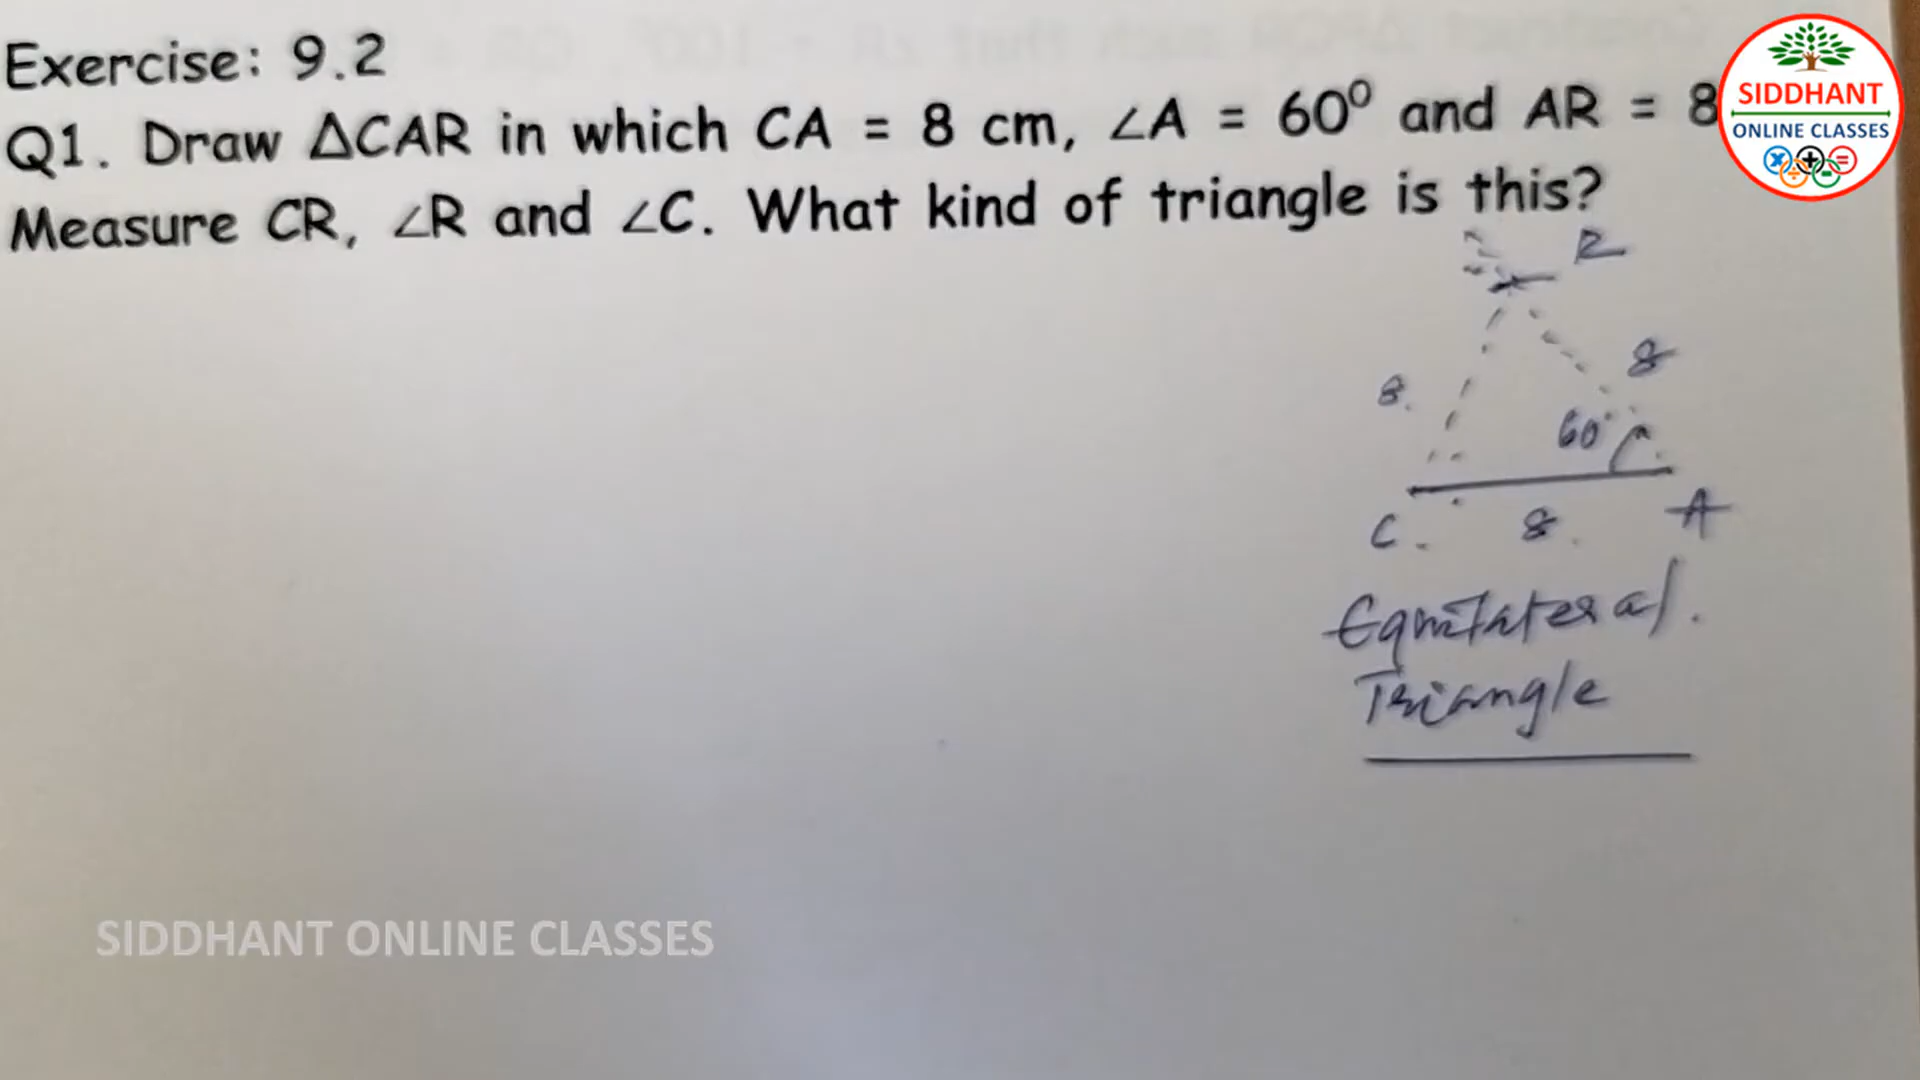 Exercise: 9.2
Q1. Draw ΔCAR in which CA = 8 cm, ∠A = 60⁰ and AR = 8
Measure CR, ∠R and ∠C. What kind of triangle is this?
SIDDHANT
ONLINE CLASSES
R
8
8.
60°
C.
8.
A
Equilateral.
Triangle
SIDDHANT ONLINE CLASSES